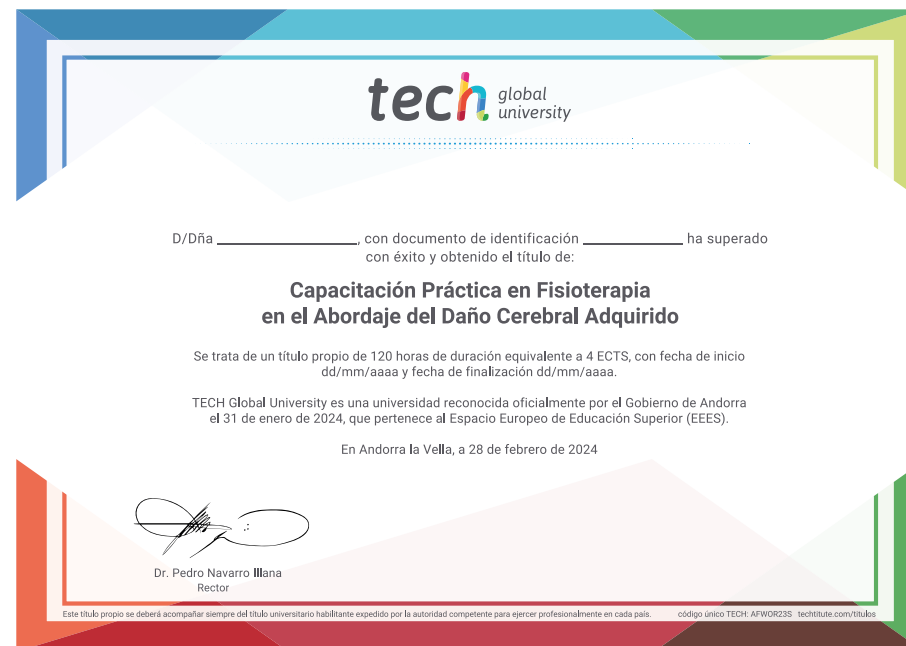 tech global university
D/Dña ____________________, con documento de identificación ______________ ha superado
con éxito y obtenido el título de:
Capacitación Práctica en Fisioterapia
en el Abordaje del Daño Cerebral Adquirido
Se trata de un título propio de 120 horas de duración equivalente a 4 ECTS, con fecha de inicio
dd/mm/aaaa y fecha de finalización dd/mm/aaaa.
TECH Global University es una universidad reconocida oficialmente por el Gobierno de Andorra
el 31 de enero de 2024, que pertenece al Espacio Europeo de Educación Superior (EEES).
En Andorra la Vella, a 28 de febrero de 2024
Dr. Pedro Navarro Illana
Rector
Este título propio se deberá acompañar siempre del título universitario habilitante expedido por la autoridad competente para ejercer profesionalmente en cada país. código único TECH: AFWOR23S techtitute.com/titulos